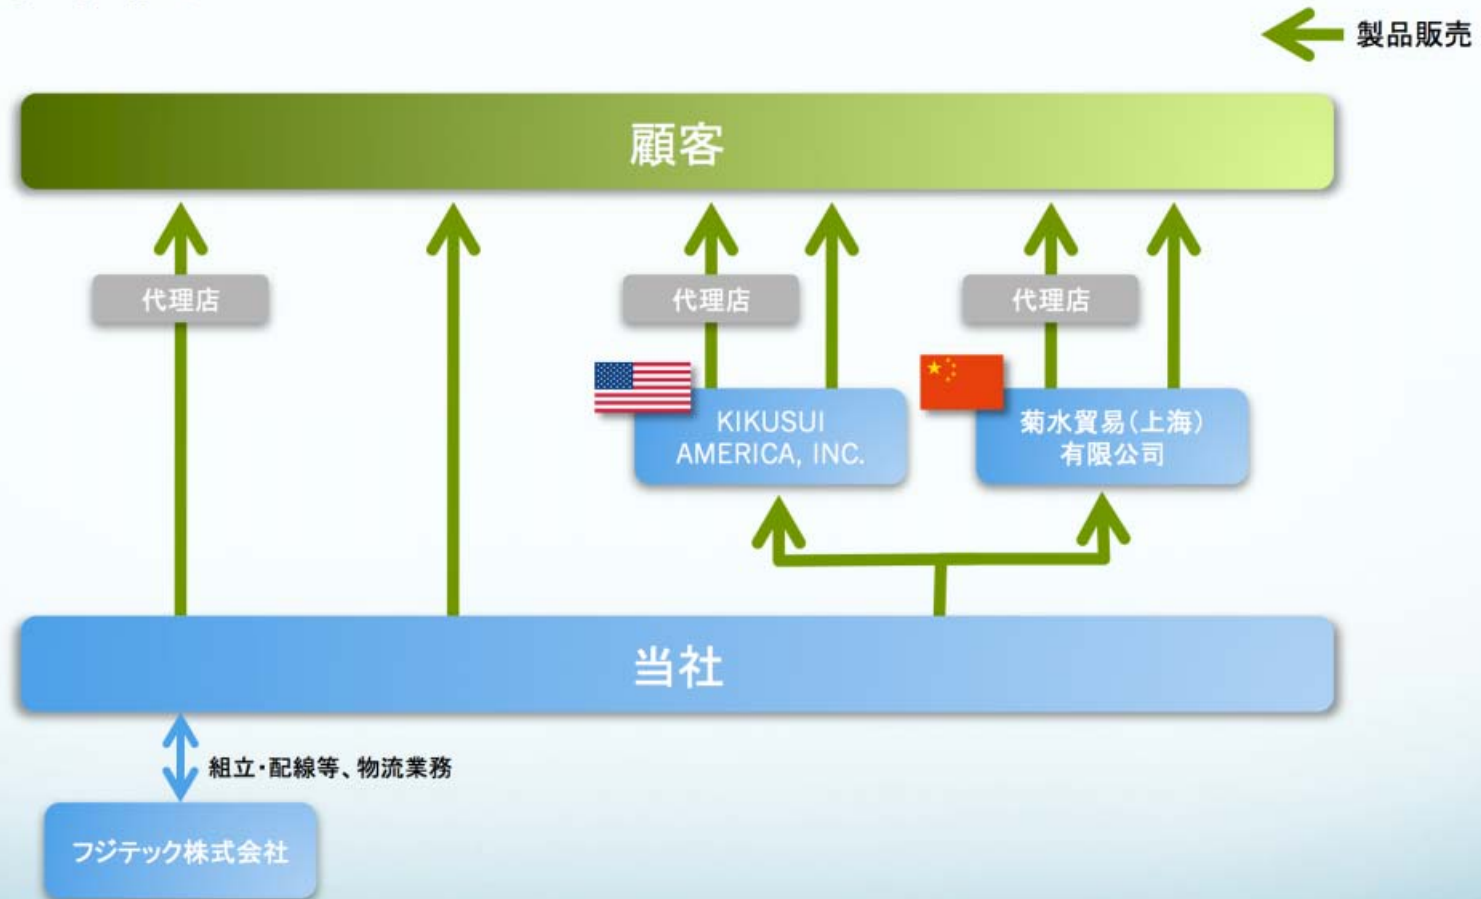 製品販売
顧客
代理店
代理店
代理店
KIKUSUI
AMERICA, INC.
菊水貿易(上海)
有限公司
当社
組立・配線等、物流業務
フジテック株式会社